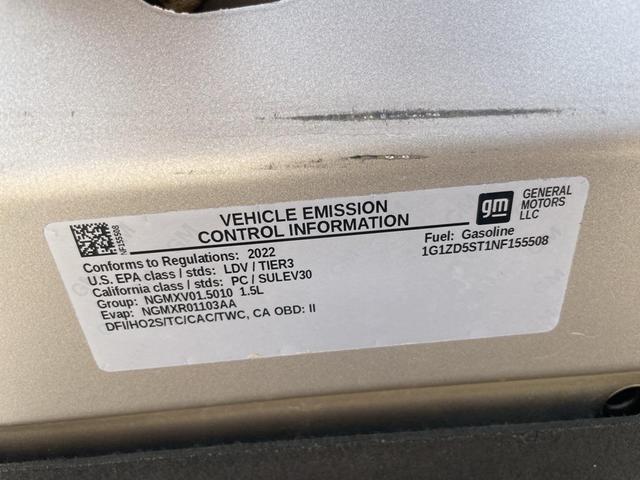 NF155508
VEHICLE EMISSION
CONTROL INFORMATION
gm
GENERAL
MOTORS
LLC
Conforms to Regulations: 2022
U.S. EPA class / stds: LDV / TIER3
California class / stds: PC / SULEV30
Group: NGMXV01.5010 1.5L
Evap: NGMXR01103AA
DFI/HO2S/TC/CAC/TWC, CA OBD: II
Fuel: Gasoline
1G1ZD5ST1NF155508